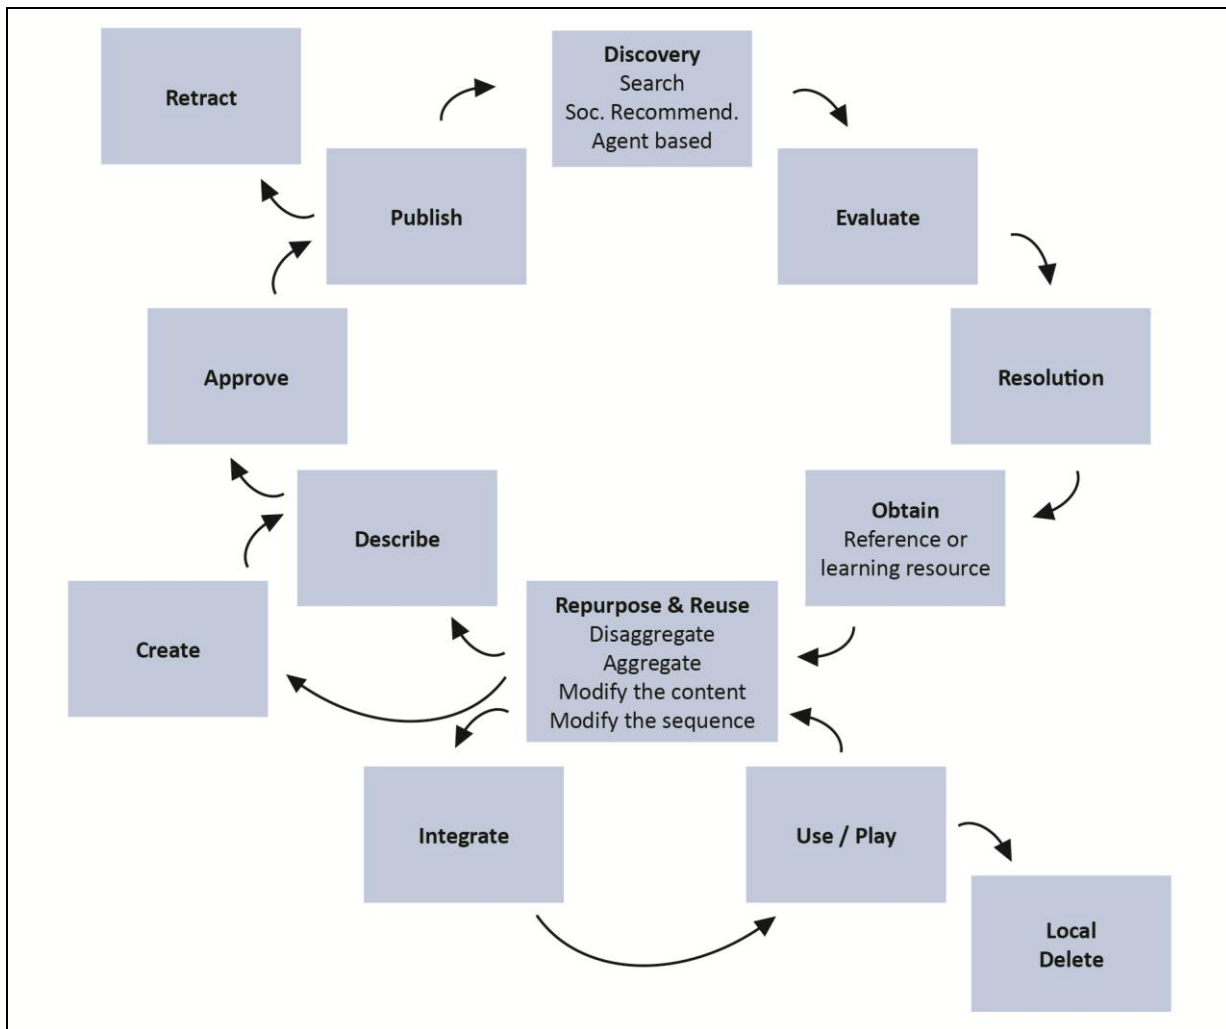 Retract
Discovery
Search
Soc. Recommend.
Agent based
Publish
Evaluate
Approve
Resolution
Describe
Obtain
Reference or
learning resource
Create
Repurpose & Reuse
Disaggregate
Aggregate
Modify the content
Modify the sequence
Integrate
Use / Play
Local
Delete